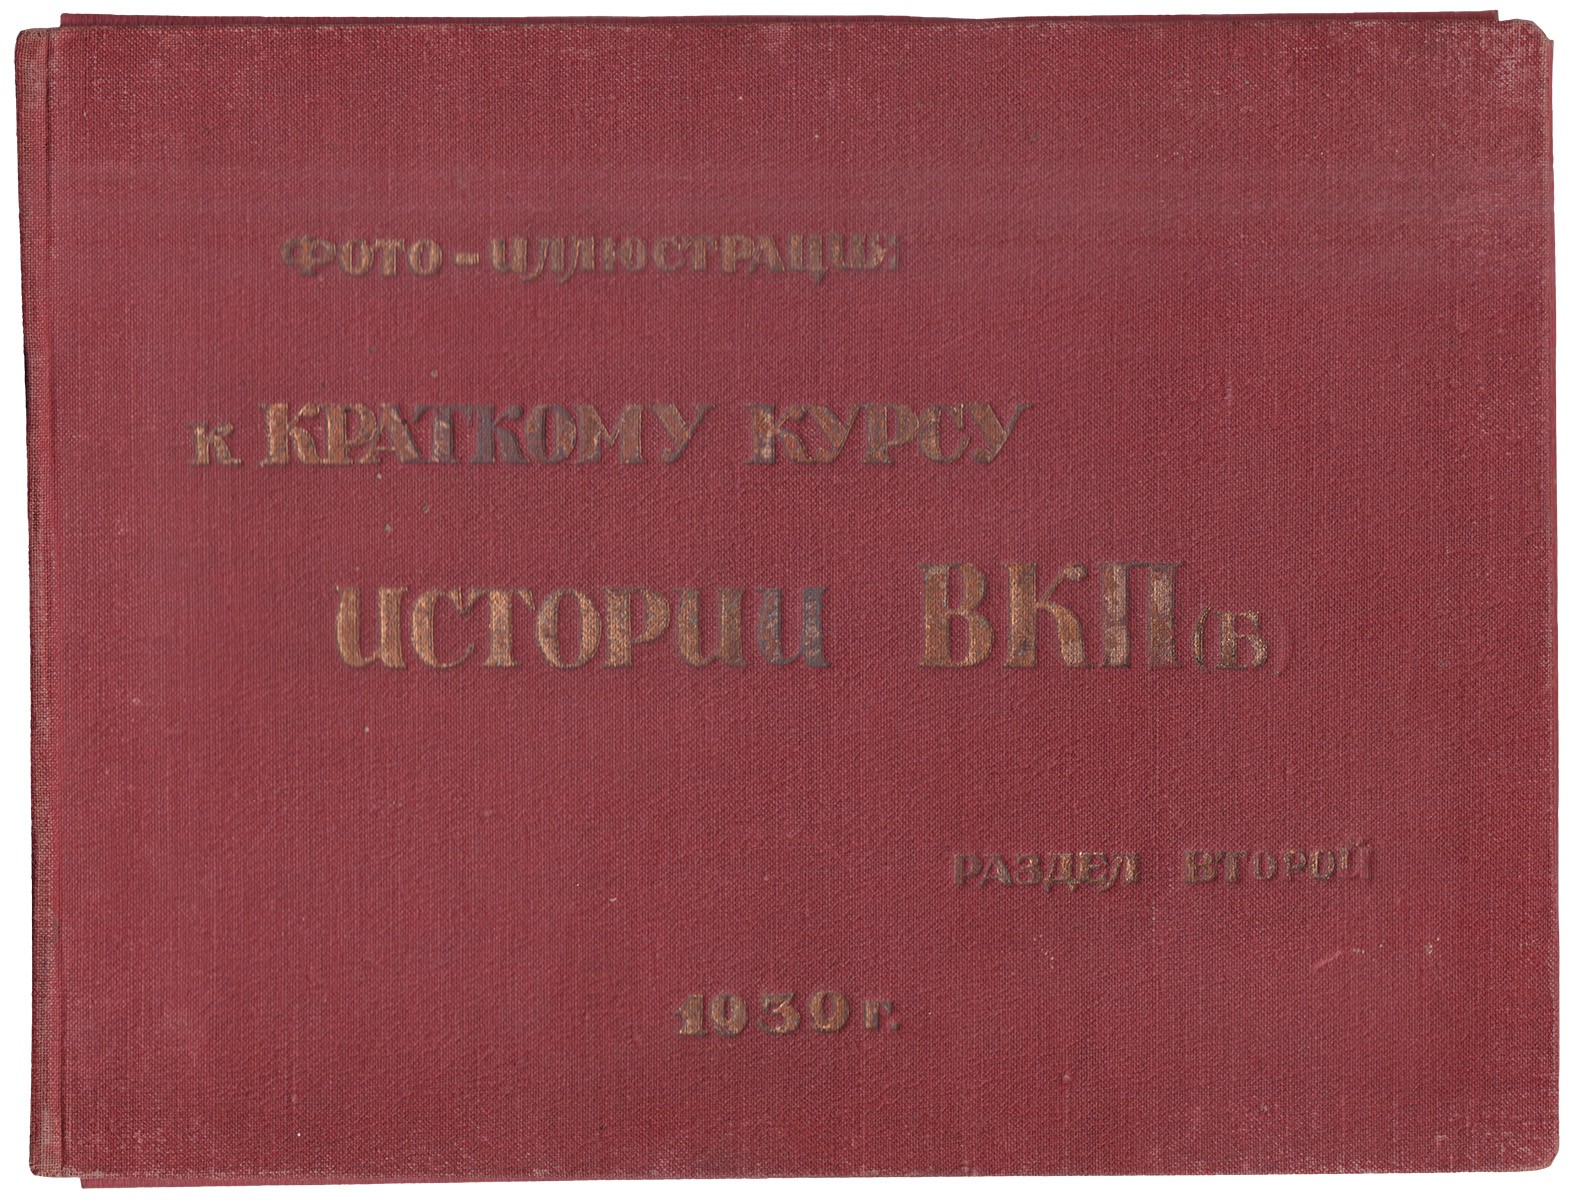 Фото-иллюстрации
к КРАТКОМУ КУРСУ
ИСТОРИИ ВКП(Б)
РАЗДЕЛ ВТОРОЙ
1939 г.